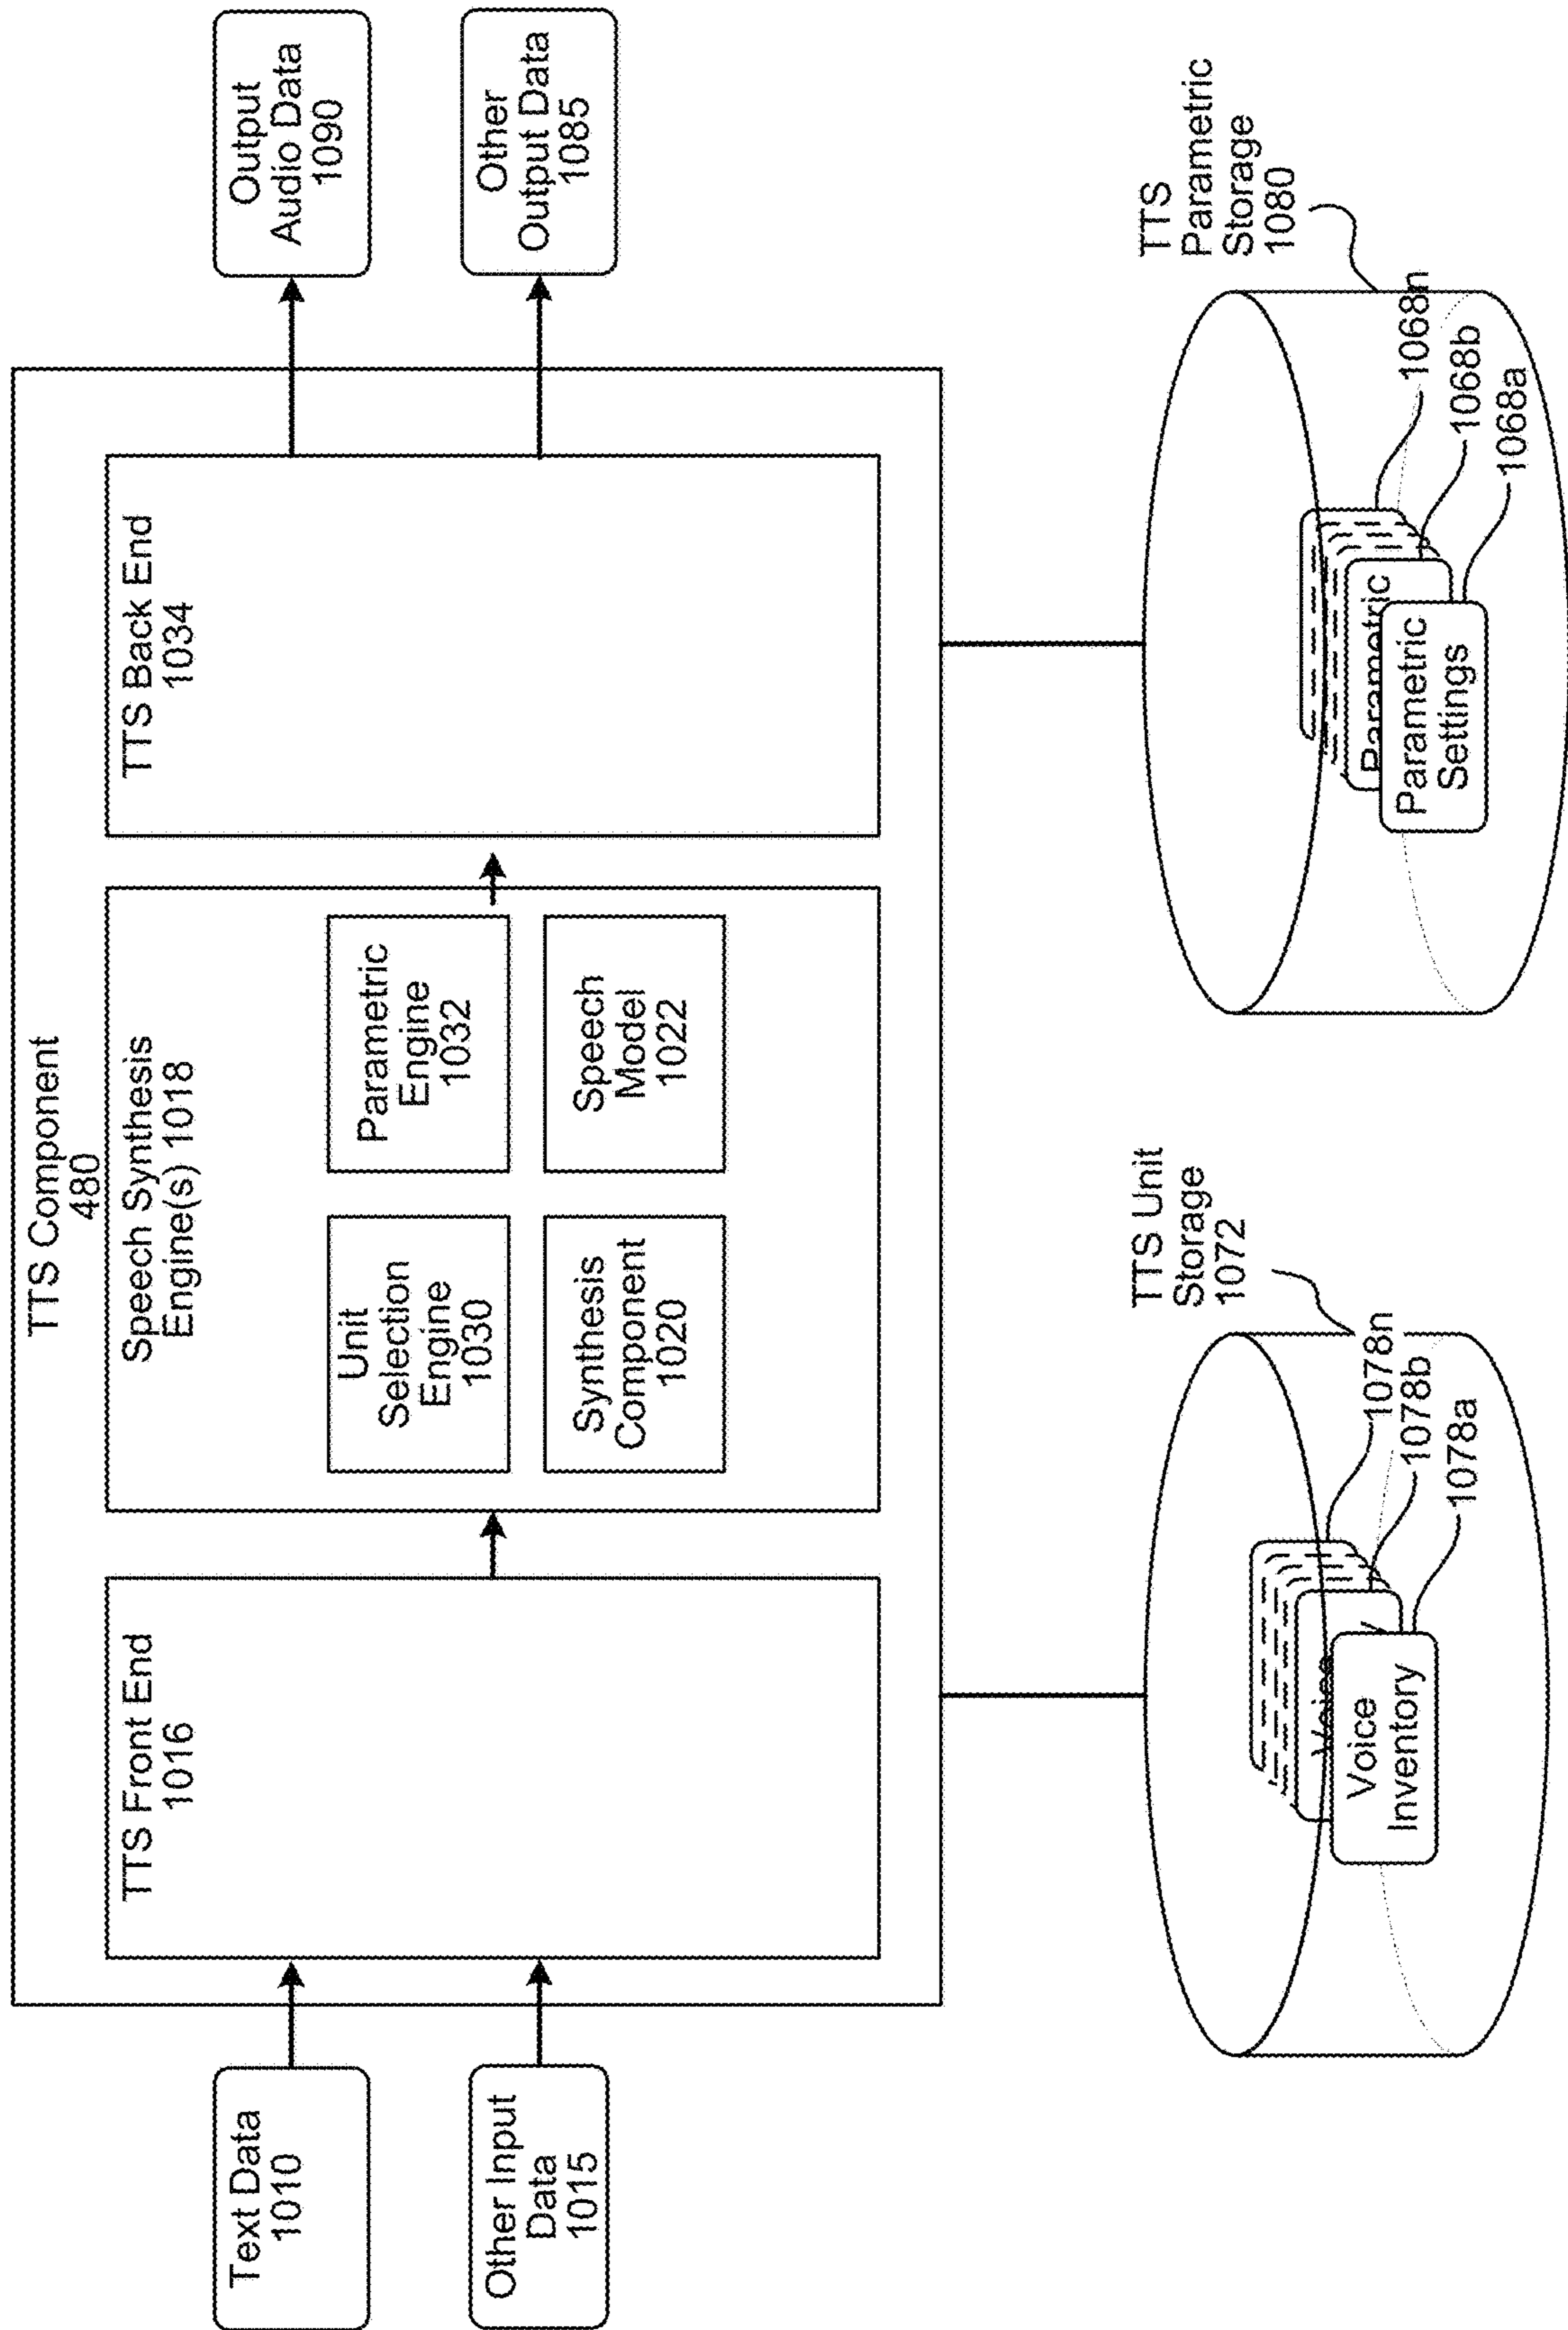 TTS Component
480
Text Data
1010
Other Input
Data
1015
TTS Front End
1016
Speech Synthesis
Engine(s) 1018
Unit
Selection
Engine
1030
Parametric
Engine
1032
Synthesis
Component
1020
Speech
Model
1022
TTS Back End
1034
Output
Audio Data
1090
Other
Output Data
1085
TTS Unit
Storage
1072
1078n
1078b
1078a
Voice
Voice
Inventory
TTS
Parametric
Storage
1080
1068n
1068b
1068a
Parametric
Parametric
Settings